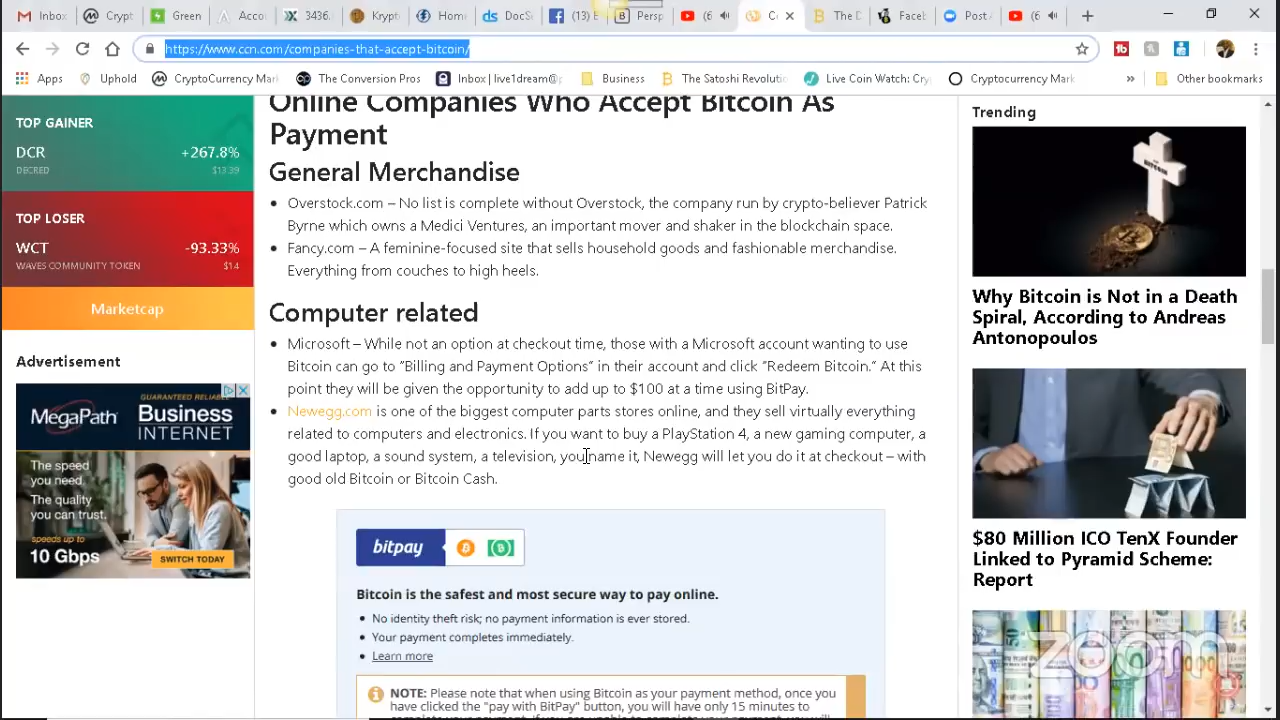 Inbox
Crypt
Green
Acco
3436.
Krypto
Home
DocS
(13) F
Persp
(6
C
The D
Faceb
Post A
(6
https://www.ccn.com/companies-that-accept-bitcoin/
Apps
Uphold
CryptoCurrency Mark
The Conversion Pros
Inbox | live1dream@
Business
The Satoshi Revoluti
Live Coin Watch: Cry
Cryptocurrency Mark
»
Other bookmarks
TOP GAINER
DCR +267.8%
DECRED $13.39
TOP LOSER
WCT -93.33%
WAVES COMMUNITY TOKEN $14
Marketcap
Advertisement
MegaPath
GUARANTEED RELIABLE
Business
INTERNET
The speed
you need.
The quality
you can trust.
speeds up to
10 Gbps
SWITCH TODAY
Online Companies Who Accept Bitcoin As
Payment
General Merchandise
• Overstock.com – No list is complete without Overstock, the company run by crypto-believer Patrick
Byrne which owns a Medici Ventures, an important mover and shaker in the blockchain space.
• Fancy.com – A feminine-focused site that sells household goods and fashionable merchandise.
Everything from couches to high heels.
Computer related
• Microsoft – While not an option at checkout time, those with a Microsoft account wanting to use
Bitcoin can go to “Billing and Payment Options” in their account and click “Redeem Bitcoin.” At this
point they will be given the opportunity to add up to $100 at a time using BitPay.
• Newegg.com is one of the biggest computer parts stores online, and they sell virtually everything
related to computers and electronics. If you want to buy a PlayStation 4, a new gaming computer, a
good laptop, a sound system, a television, you name it, Newegg will let you do it at checkout – with
good old Bitcoin or Bitcoin Cash.
bitpay
Bitcoin is the safest and most secure way to pay online.
• No identity theft risk; no payment information is ever stored.
• Your payment completes immediately.
• Learn more
NOTE: Please note that when using Bitcoin as your payment method, once you
have clicked the "pay with BitPay" button, you will have only 15 minutes to
Trending
Why Bitcoin is Not in a Death
Spiral, According to Andreas
Antonopoulos
$80 Million ICO TenX Founder
Linked to Pyramid Scheme:
Report
zoom